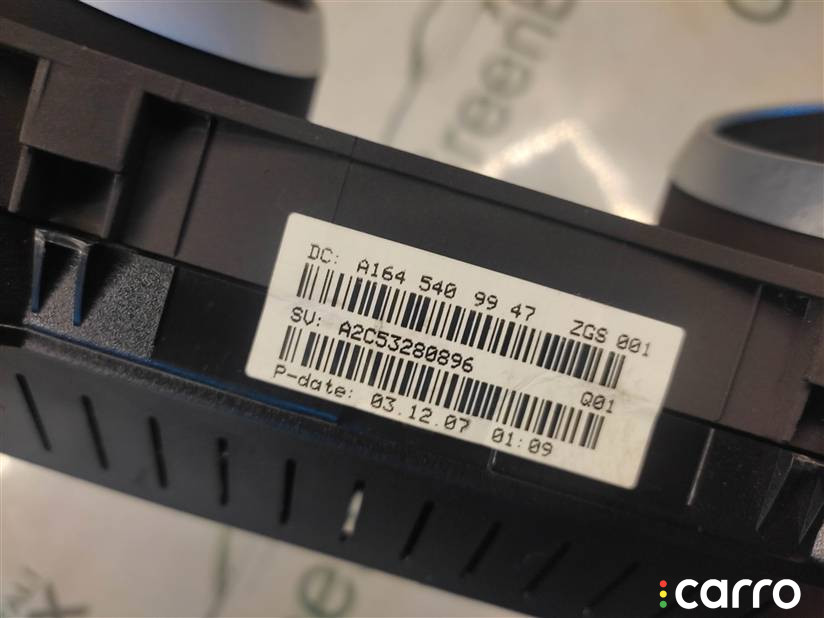 DC: A164 540 99 47 ZGS 001
SV: A2C53280896 Q01
P-date: 03.12.07 01:09
carro